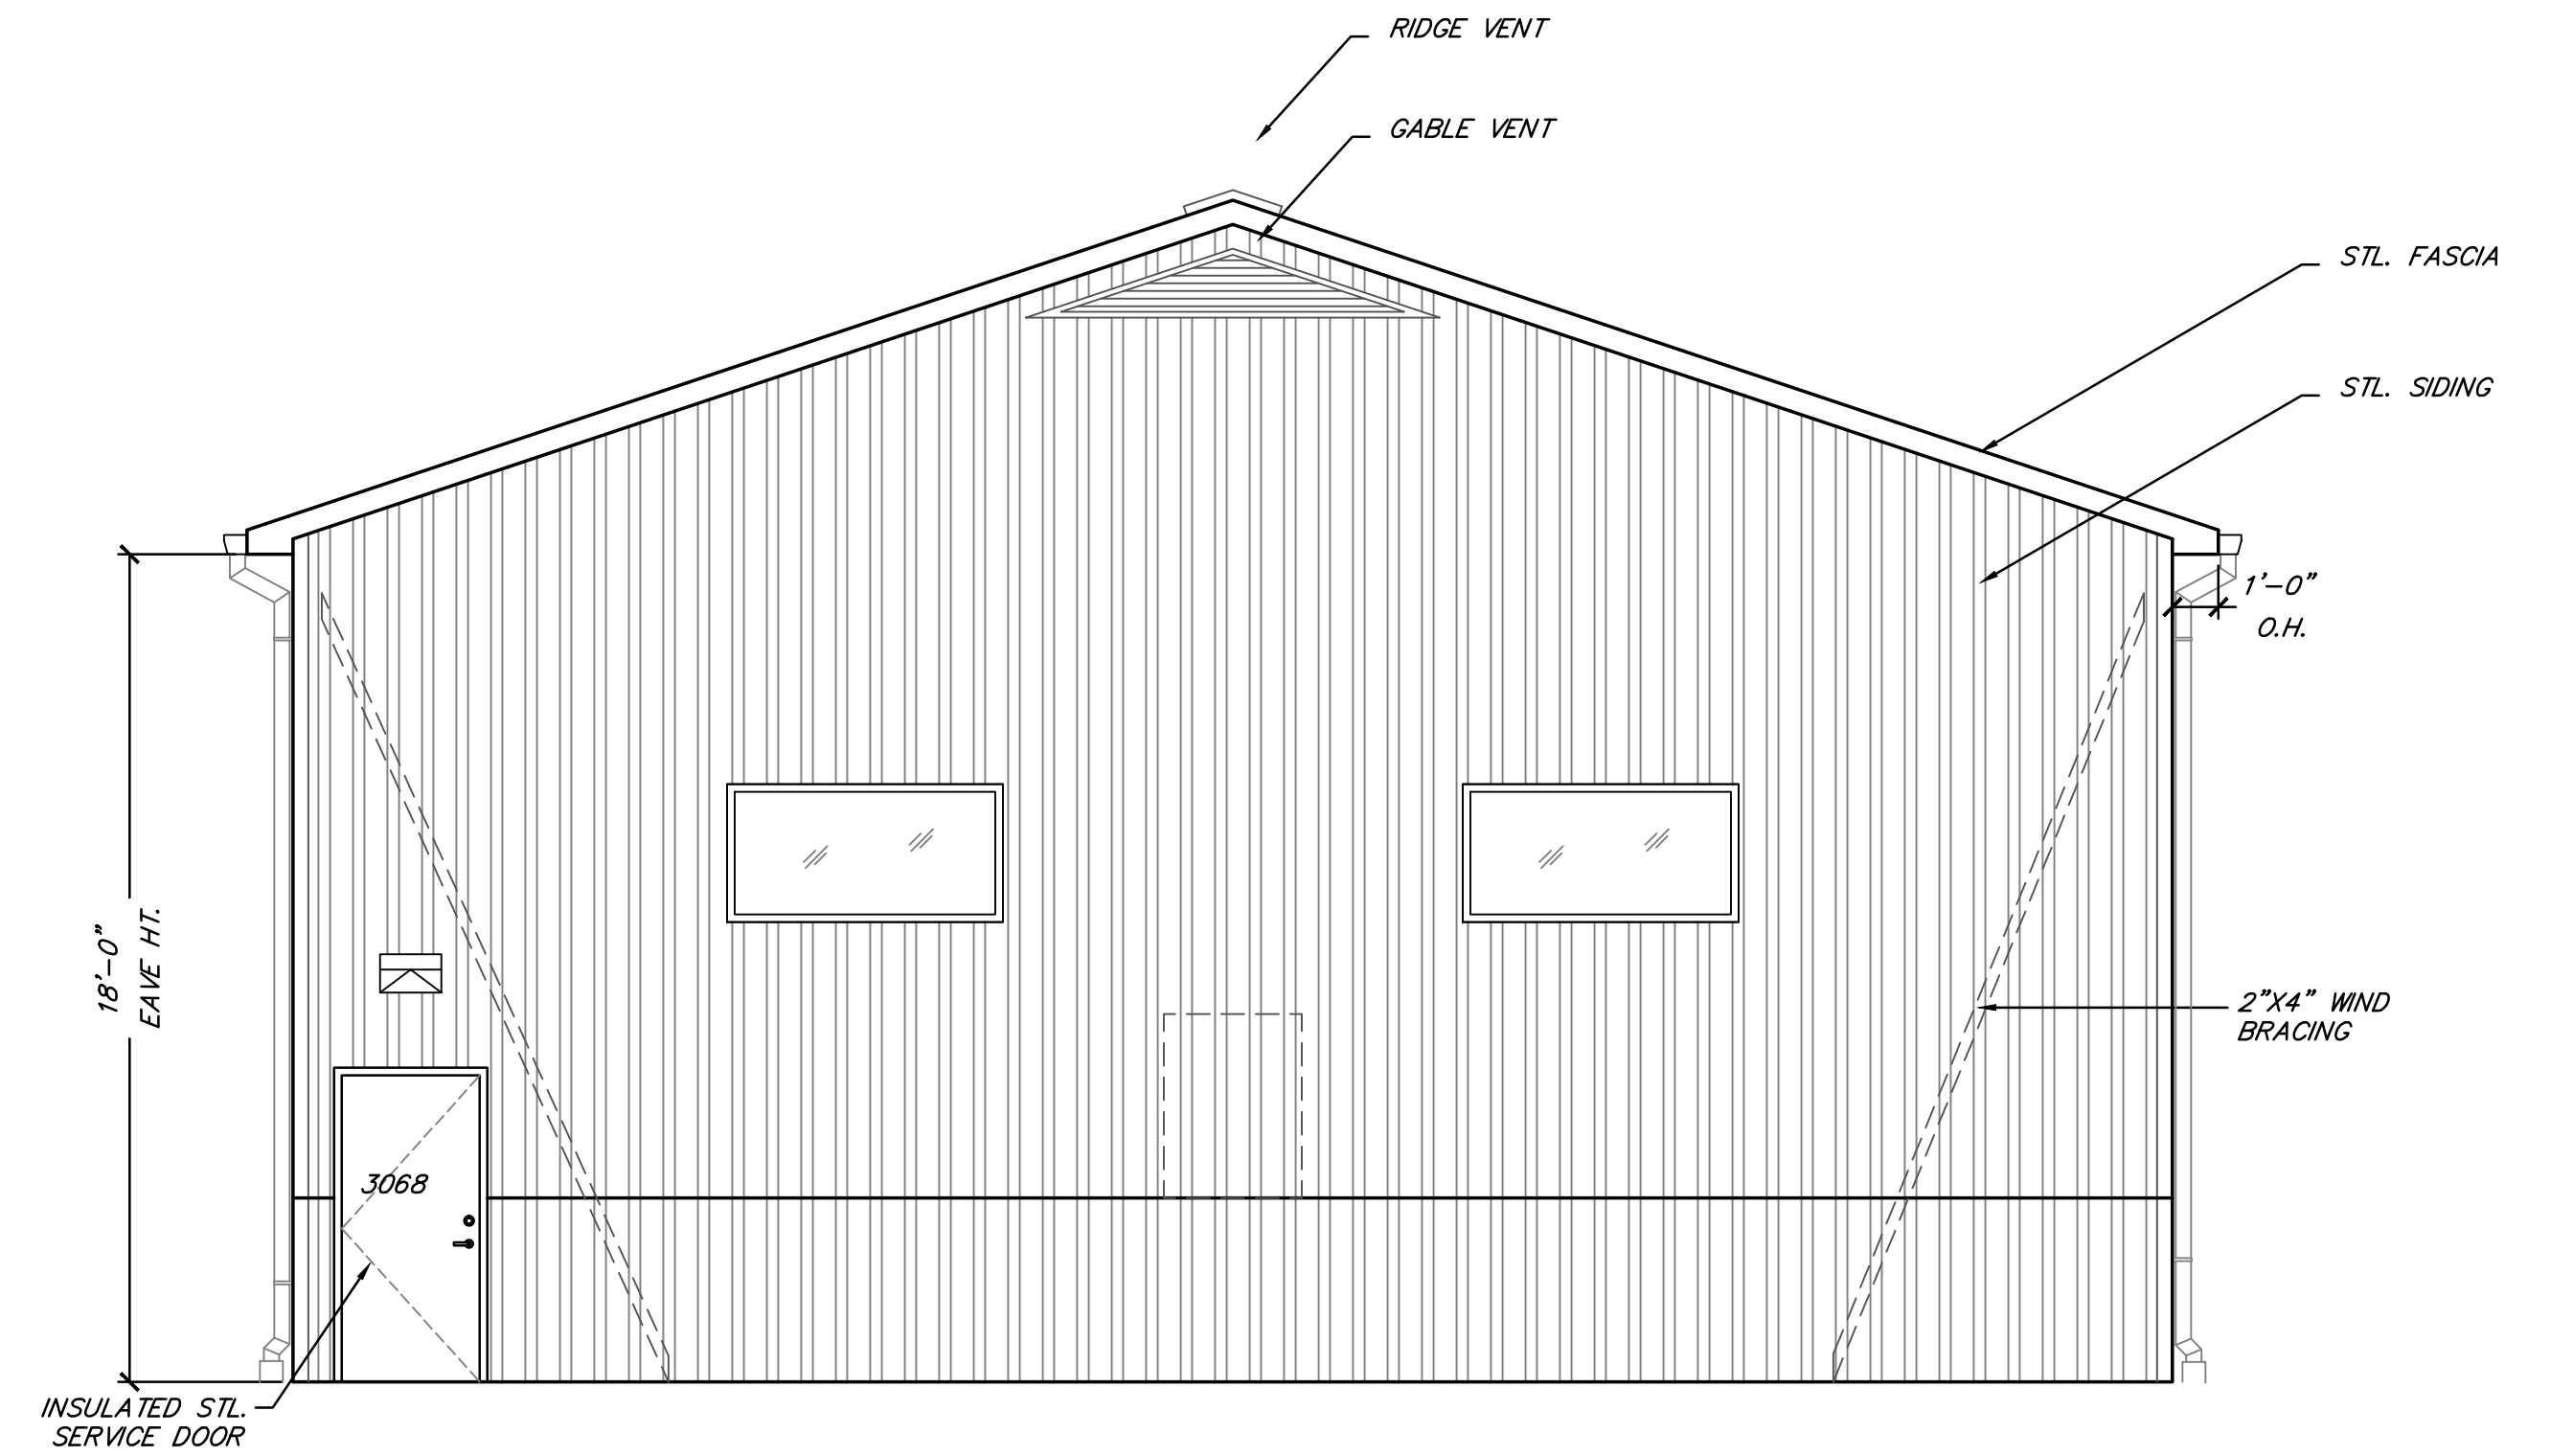 RIDGE VENT
GABLE VENT
STL. FASCIA
STL. SIDING
1'-0"
O.H.
18'-0"
EAVE HT.
2"X4" WIND
BRACING
3068
INSULATED STL.
SERVICE DOOR